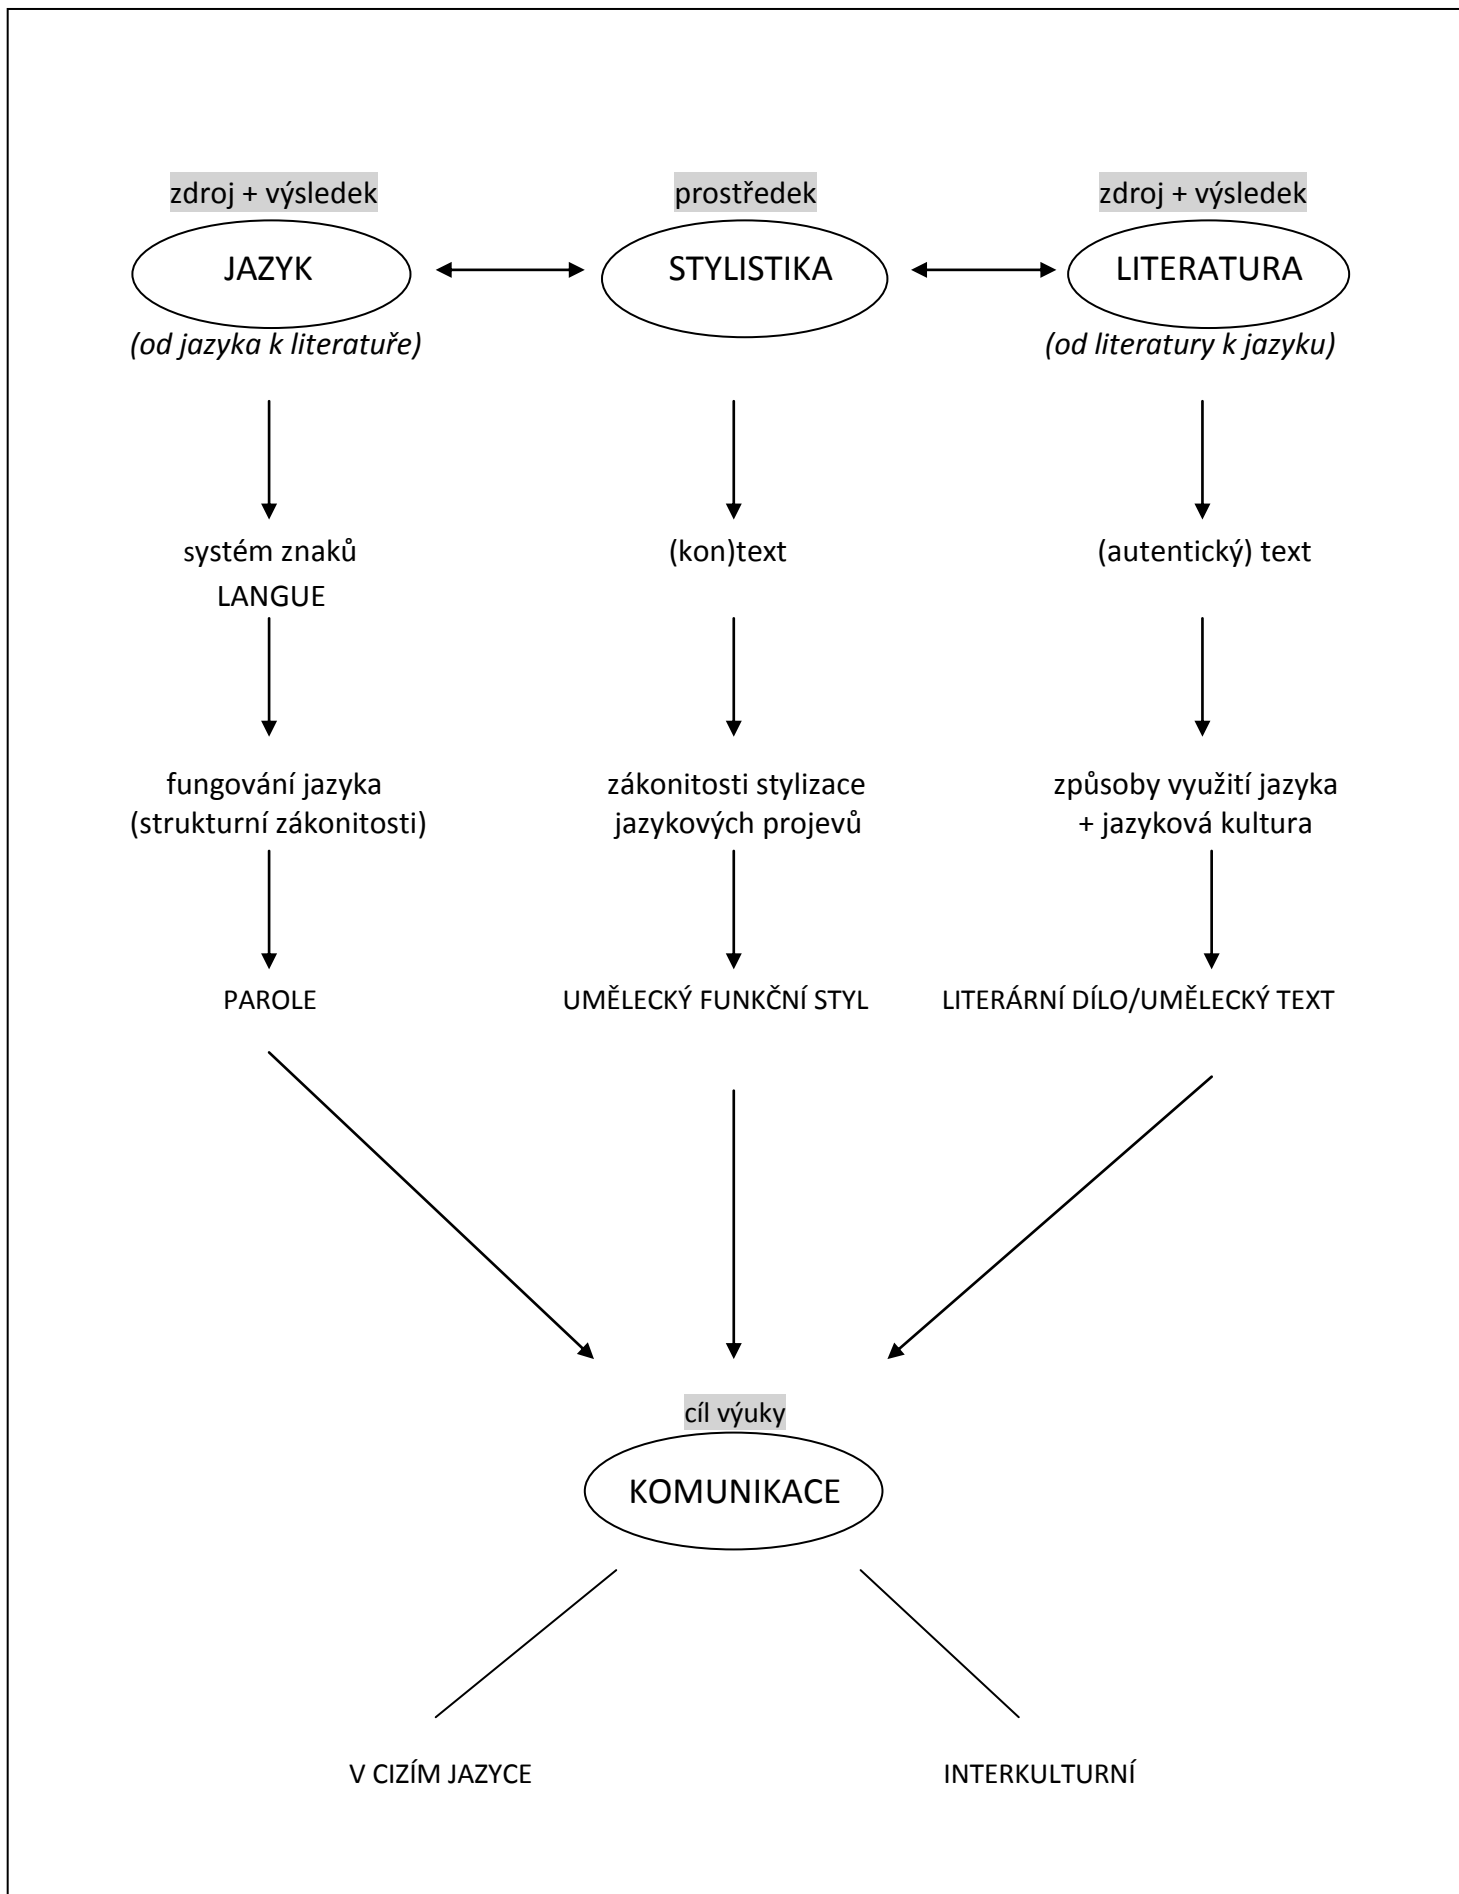 zdroj + výsledek
prostředek
zdroj + výsledek
JAZYK
STYLISTIKA
LITERATURA
(od jazyka k literatuře)
(od literatury k jazyku)
systém znaků
(kon)text
(autentický) text
LANGUE
fungování jazyka
zákonitosti stylizace
způsoby využití jazyka
(strukturní zákonitosti)
jazykových projevů
+ jazyková kultura
PAROLE
UMĚLECKÝ FUNKČNÍ STYL
LITERÁRNÍ DÍLO/UMĚLECKÝ TEXT
cíl výuky
KOMUNIKACE
V CIZÍM JAZYCE
INTERKULTURNÍ